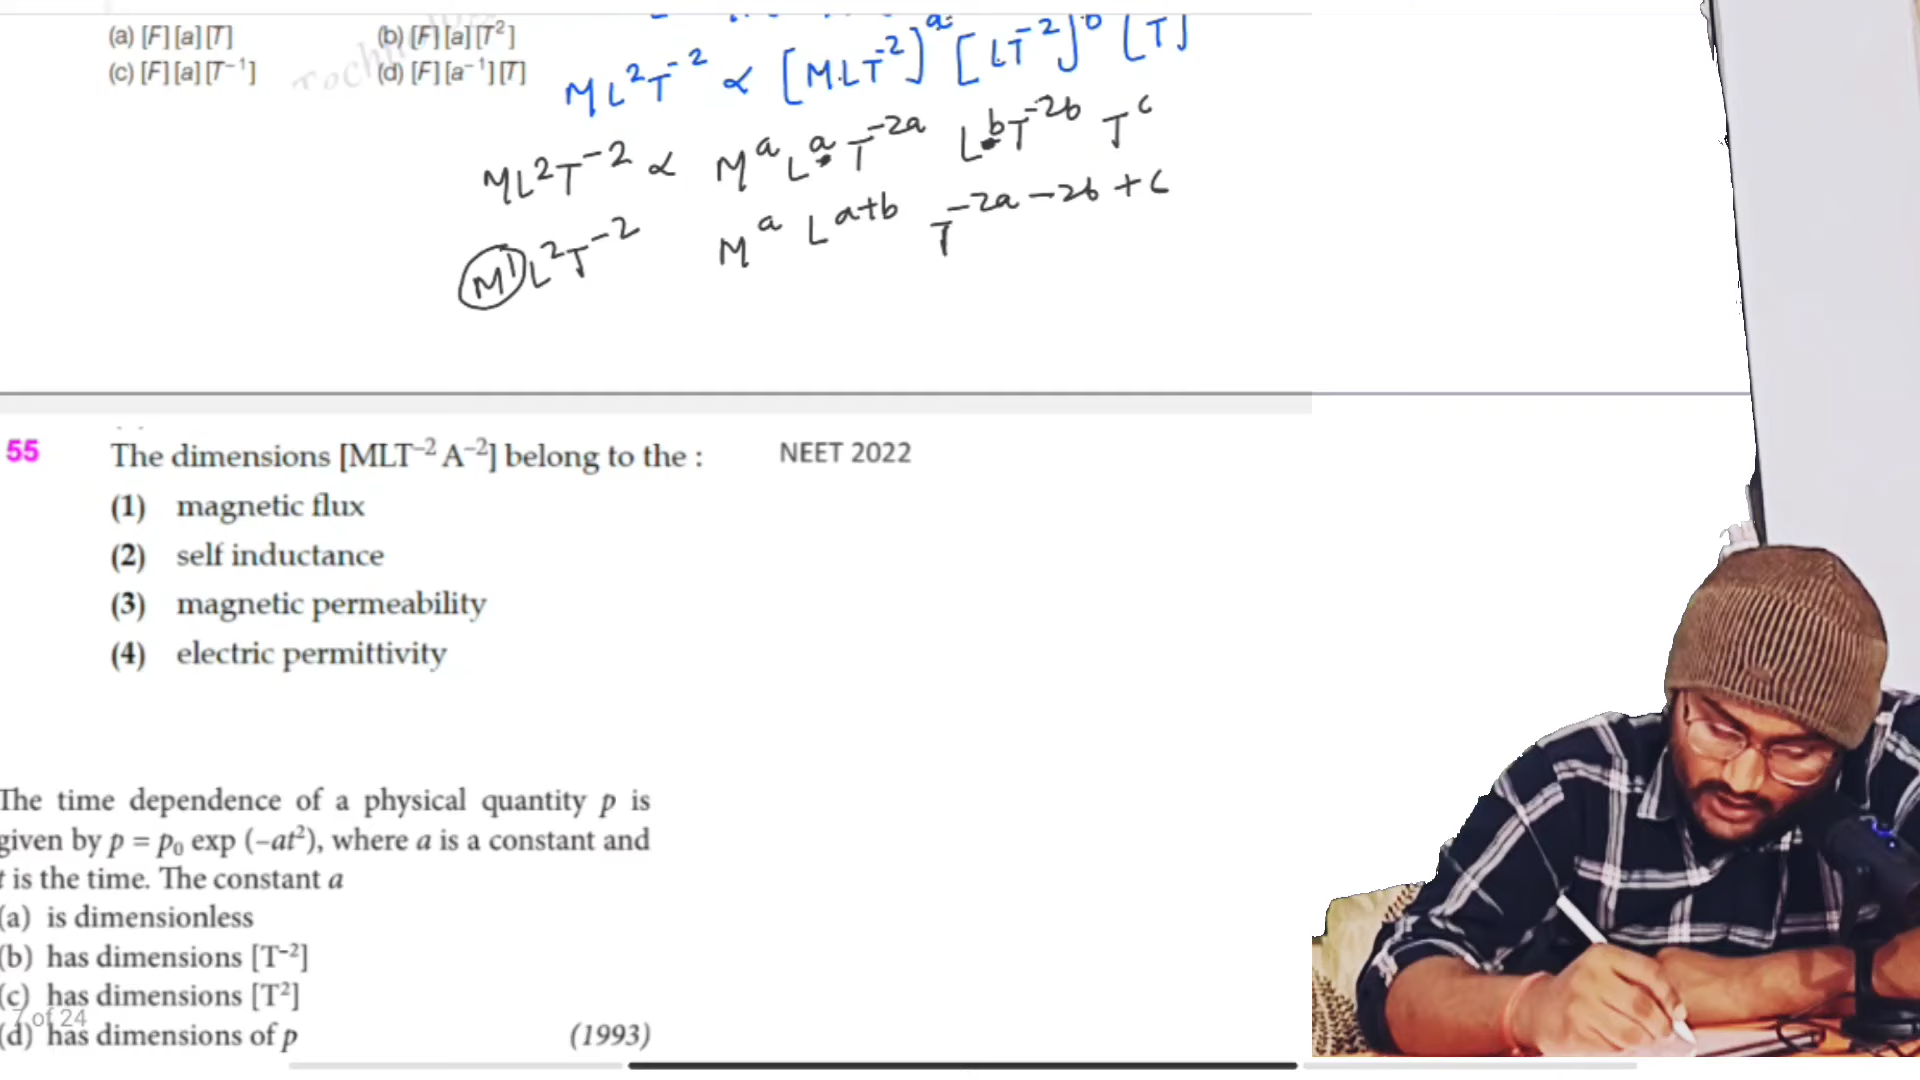 (a) [F][a][T] (b) [F][a][T²]
(c) [F][a][T⁻¹] (d) [F][a⁻¹][T]
ML²T⁻² ∝ [MLT⁻²]ᵃ [LT⁻²]ᵇ [T]
ML²T⁻² ∝ Mᵃ Lᵃ T⁻²ᵃ Lᵇ T⁻²ᵇ Tᶜ
M¹L²T⁻² Mᵃ Lᵃ⁺ᵇ T⁻²ᵃ⁻²ᵇ⁺ᶜ
55 The dimensions [MLT⁻² A⁻²] belong to the : NEET 2022
(1) magnetic flux
(2) self inductance
(3) magnetic permeability
(4) electric permittivity
The time dependence of a physical quantity p is
given by p = p₀ exp (−at²), where a is a constant and
t is the time. The constant a
(a) is dimensionless
(b) has dimensions [T⁻²]
(c) has dimensions [T²]
7 of 24
(d) has dimensions of p (1993)